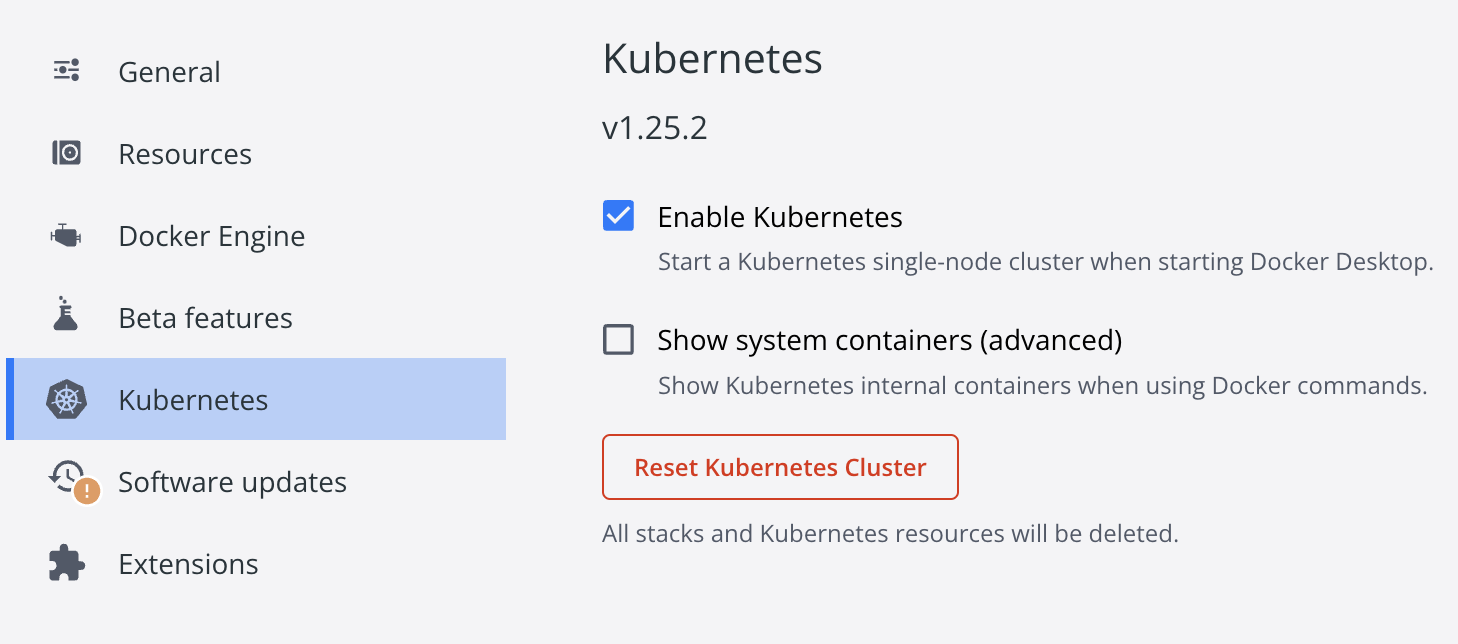 General
Resources
Docker Engine
Beta features
Kubernetes
!
Software updates
Extensions
Kubernetes
v1.25.2
Enable Kubernetes
Start a Kubernetes single-node cluster when starting Docker Desktop.
Show system containers (advanced)
Show Kubernetes internal containers when using Docker commands.
Reset Kubernetes Cluster
All stacks and Kubernetes resources will be deleted.